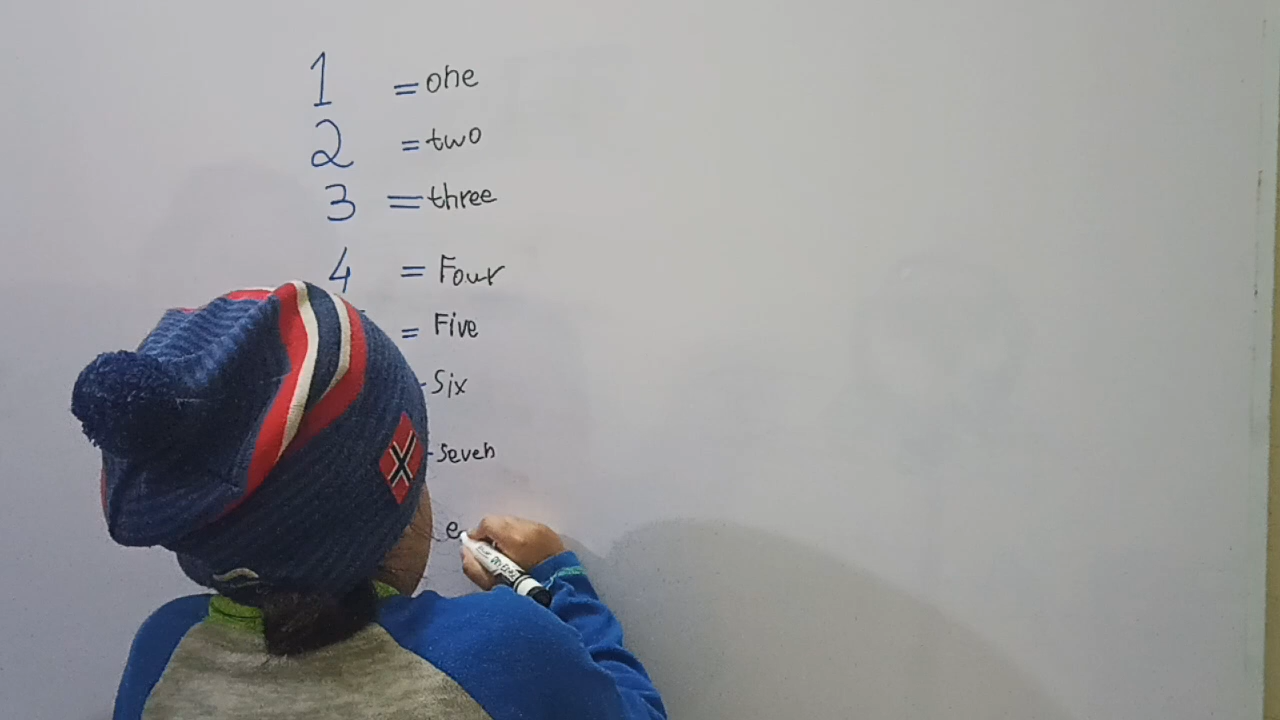 1 = one
2 = two
3 = three
4 = Four
= Five
- Six
- Seven
e